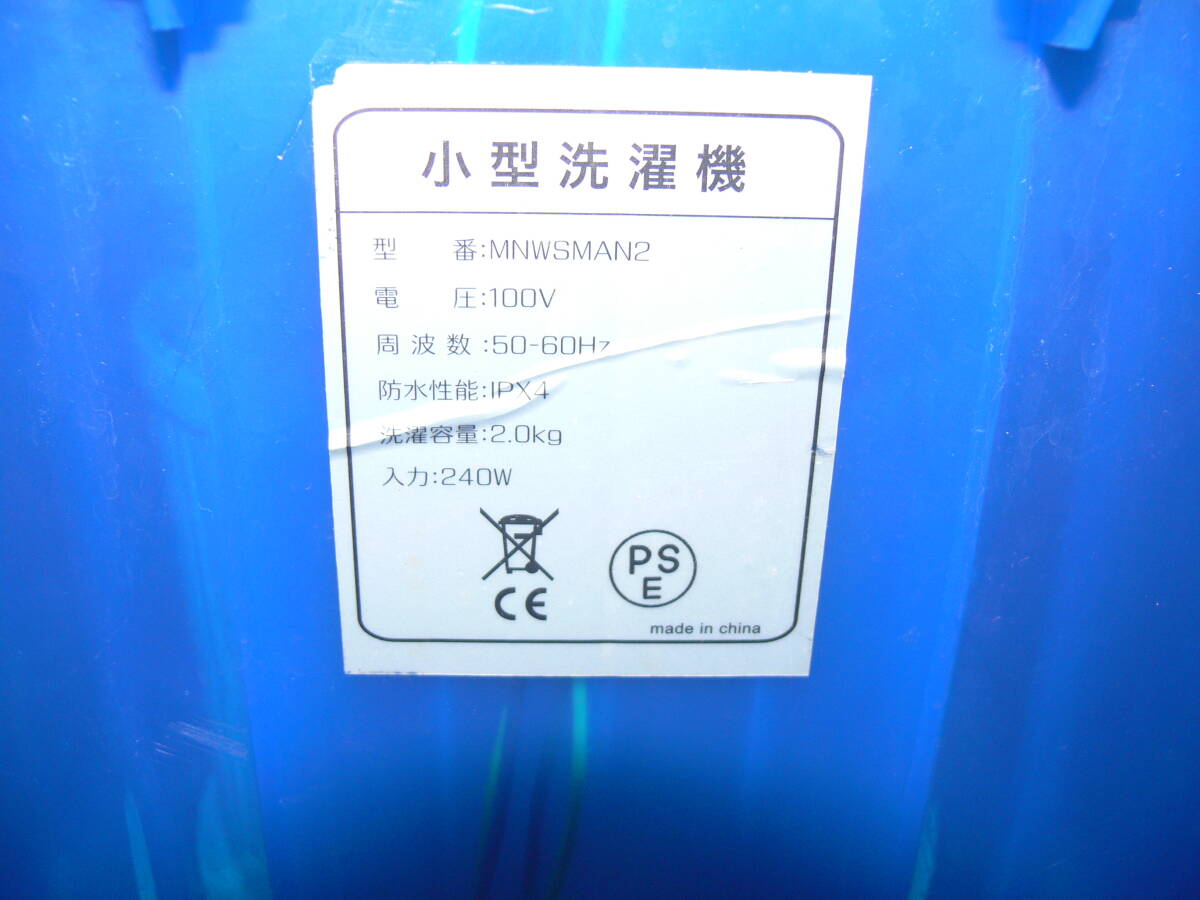 小型洗濯機
型 番:MNWSMAN2
電 圧:100V
周波数:50-60Hz
防水性能:IPX4
洗濯容量:2.0kg
入力:240W
CE
PS
E
made in china